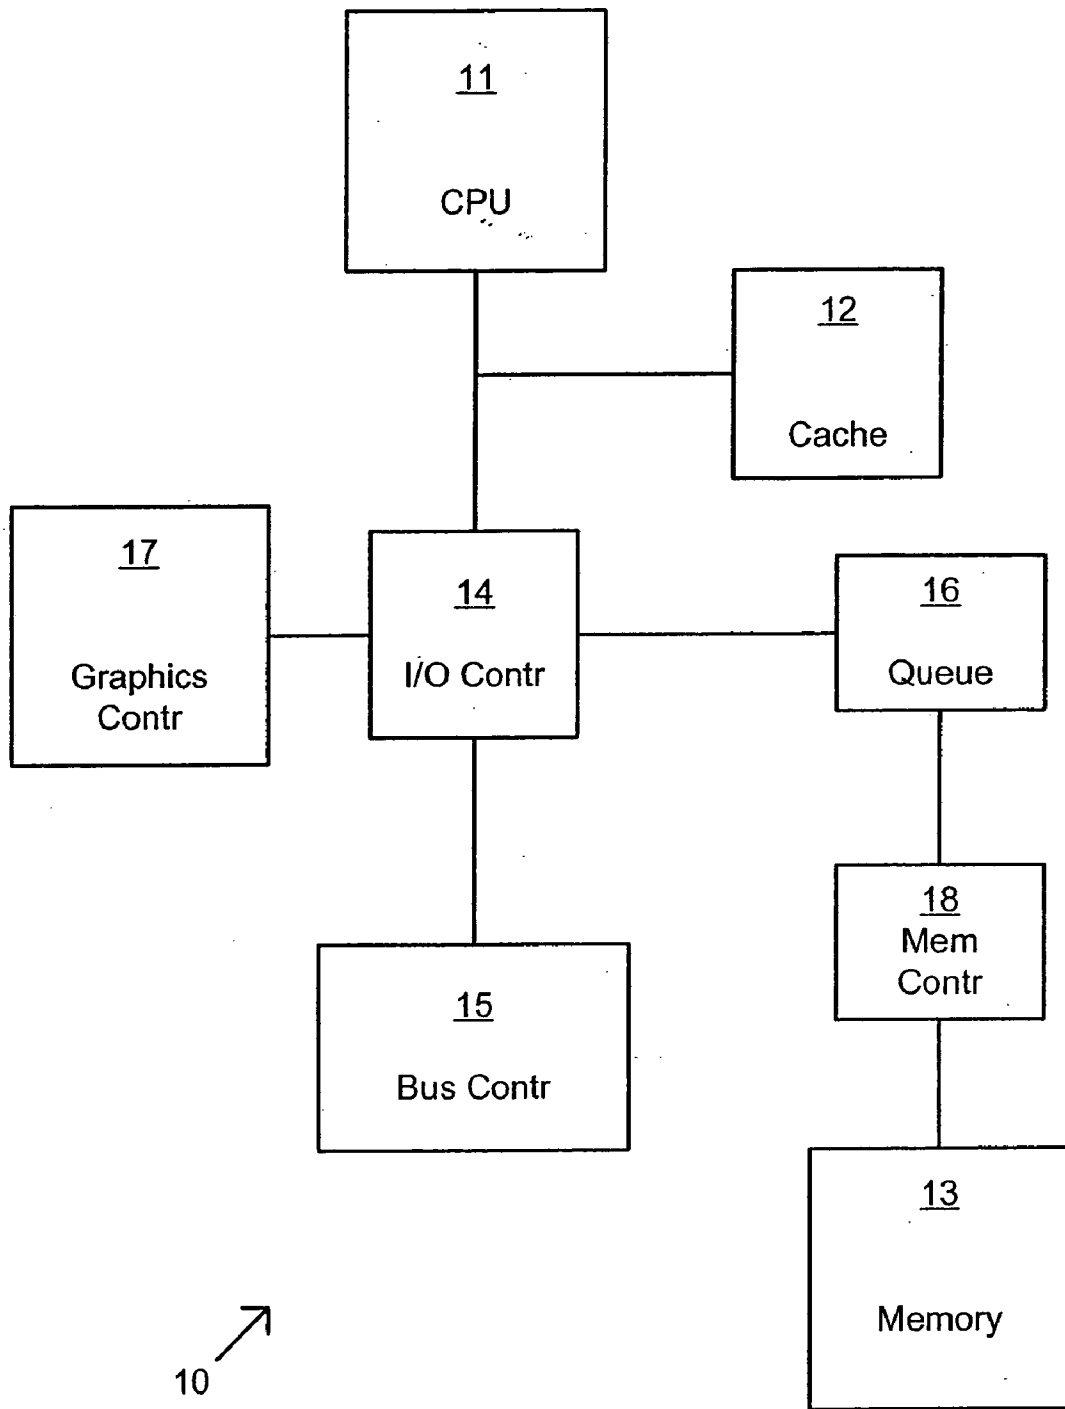 11
CPU
12
Cache
17
Graphics
Contr
14
I/O Contr
16
Queue
18
Mem
Contr
15
Bus Contr
13
Memory
10